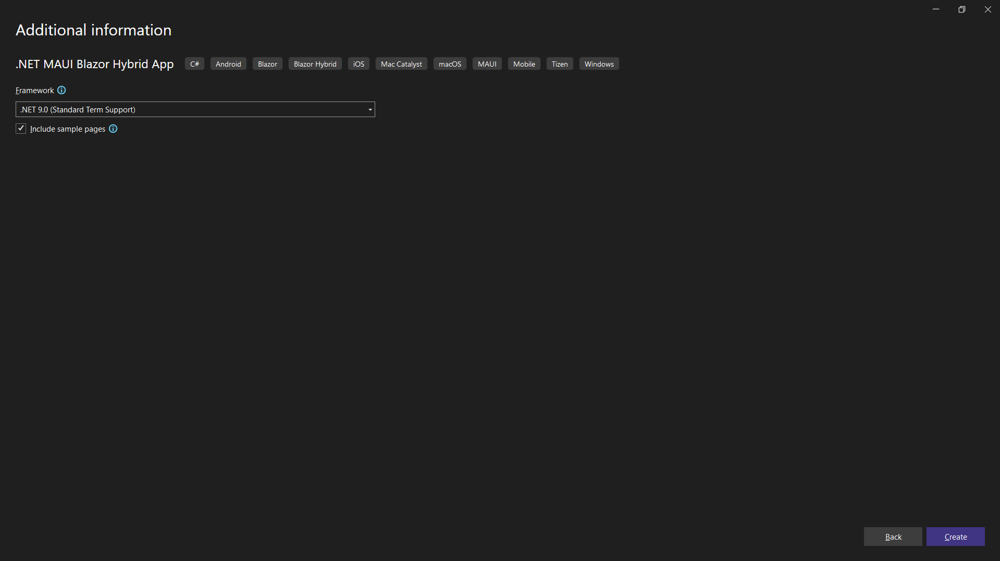 Additional information
.NET MAUI Blazor Hybrid App C# Android Blazor Blazor Hybrid iOS Mac Catalyst macOS MAUI Mobile Tizen Windows
Framework
.NET 9.0 (Standard Term Support)
Include sample pages
Back Create